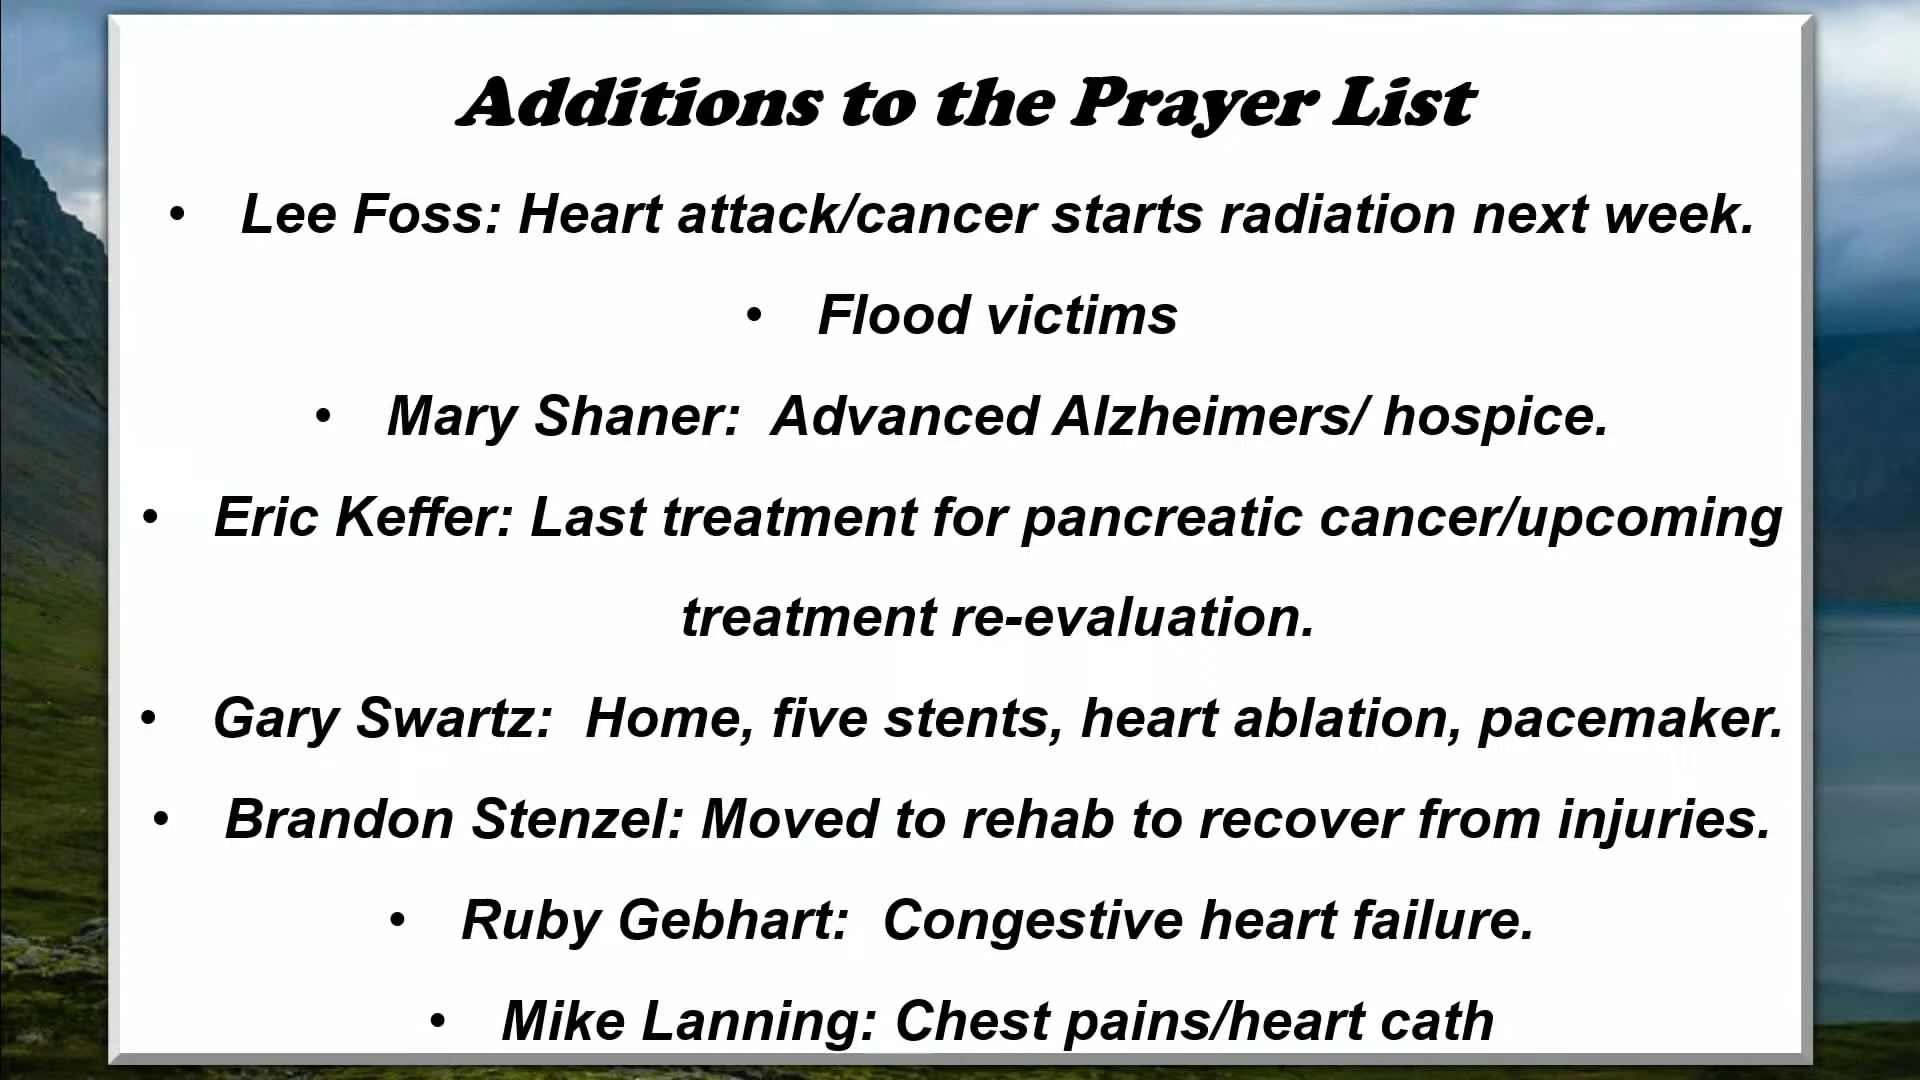 Additions to the Prayer List
• Lee Foss: Heart attack/cancer starts radiation next week.
• Flood victims
• Mary Shaner:  Advanced Alzheimers/ hospice.
• Eric Keffer: Last treatment for pancreatic cancer/upcoming
treatment re-evaluation.
• Gary Swartz:  Home, five stents, heart ablation, pacemaker.
• Brandon Stenzel: Moved to rehab to recover from injuries.
• Ruby Gebhart:  Congestive heart failure.
• Mike Lanning: Chest pains/heart cath